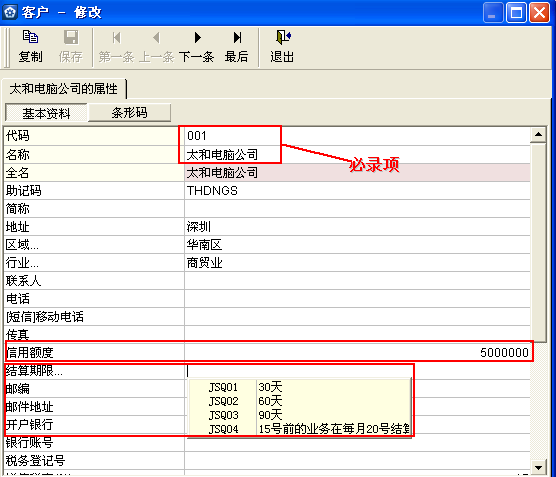 客户 - 修改
复制 保存 第一条 上一条 下一条 最后 退出
太和电脑公司的属性
基本资料 条形码
代码 001
名称 太和电脑公司
必录项
全名 太和电脑公司
助记码 THDNGS
简称
地址 深圳
区域... 华南区
行业... 商贸业
联系人
电话
[短信]移动电话
传真
信用额度 5000000
结算期限...
邮编 JSQ01 30天
JSQ02 60天
邮件地址 JSQ03 90天
开户银行 JSQ04 15号前的业务在每月20号结算
银行账号
税务登记号